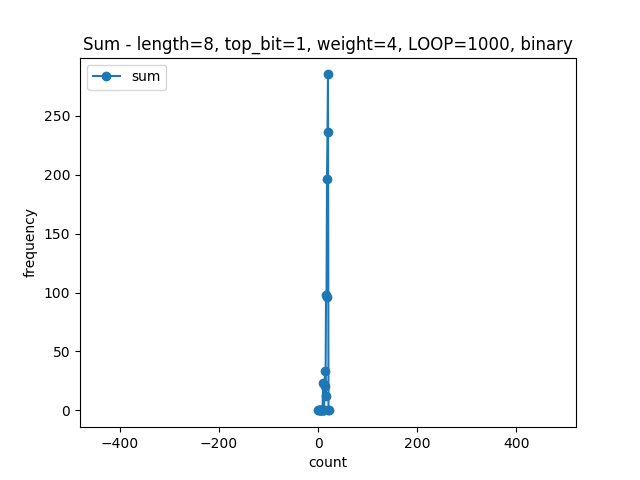 Sum - length=8, top_bit=1, weight=4, LOOP=1000, binary
sum
250
200
150
100
50
0
frequency
−400
−200
0
200
400
count